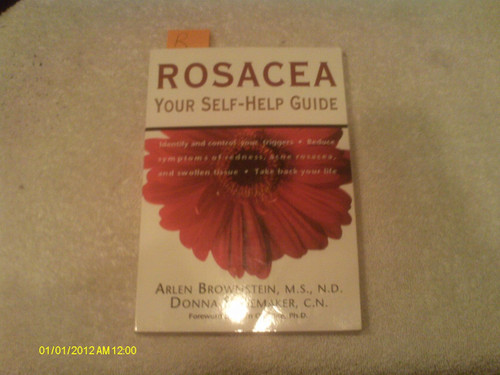 R
ROSACEA
YOUR SELF-HELP GUIDE
Identify and control your triggers • Reduce
symptoms of redness, acne rosacea,
and swollen tissue • Take back your life
ARLEN BROWNSTEIN, M.S., N.D.
DONNA SHOEMAKER, C.N.
Foreword Ph.D.
01/01/2012 AM 12:00